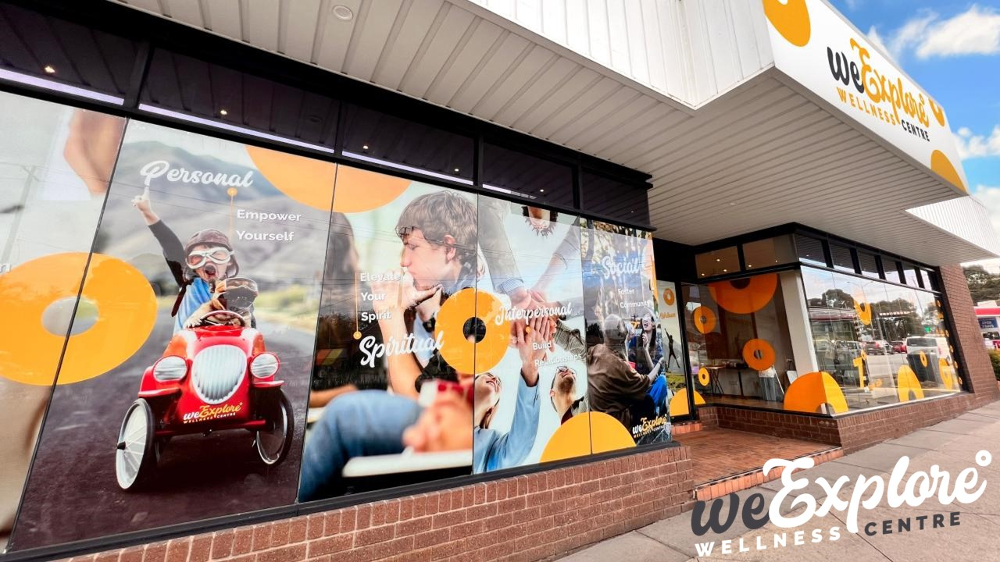 weExplore
WELLNESS CENTRE
Personal
Empower
Yourself
weExplore
WELLNESS CENTRE
Elevate
Your
Spirit
Spiritual
Interpersonal
Build
Relationships
Social
Foster
Community
weExplore
WELLNESS CENTRE
weExplore
WELLNESS CENTRE